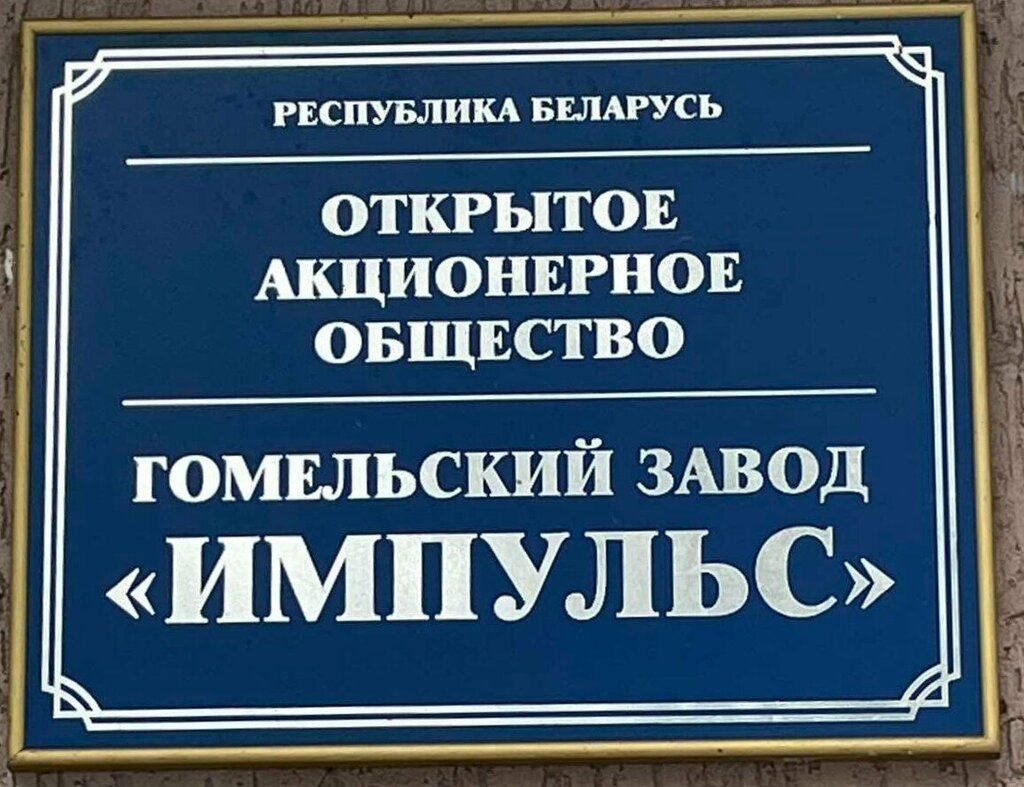 РЕСПУБЛИКА БЕЛАРУСЬ
ОТКРЫТОЕ
АКЦИОНЕРНОЕ
ОБЩЕСТВО
ГОМЕЛЬСКИЙ ЗАВОД
«ИМПУЛЬС»